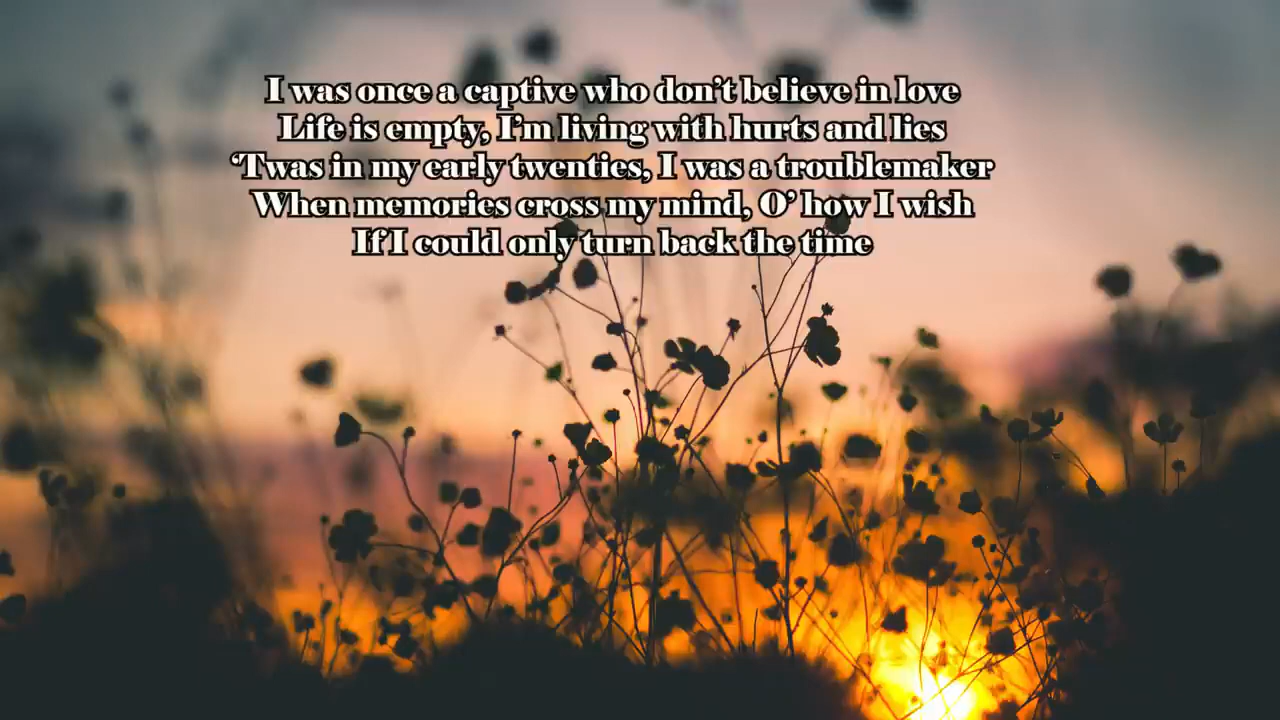 I was once a captive who don't believe in love
Life is empty, I'm living with hurts and lies
'Twas in my early twenties, I was a troublemaker
When memories cross my mind, O' how I wish
If I could only turn back the time